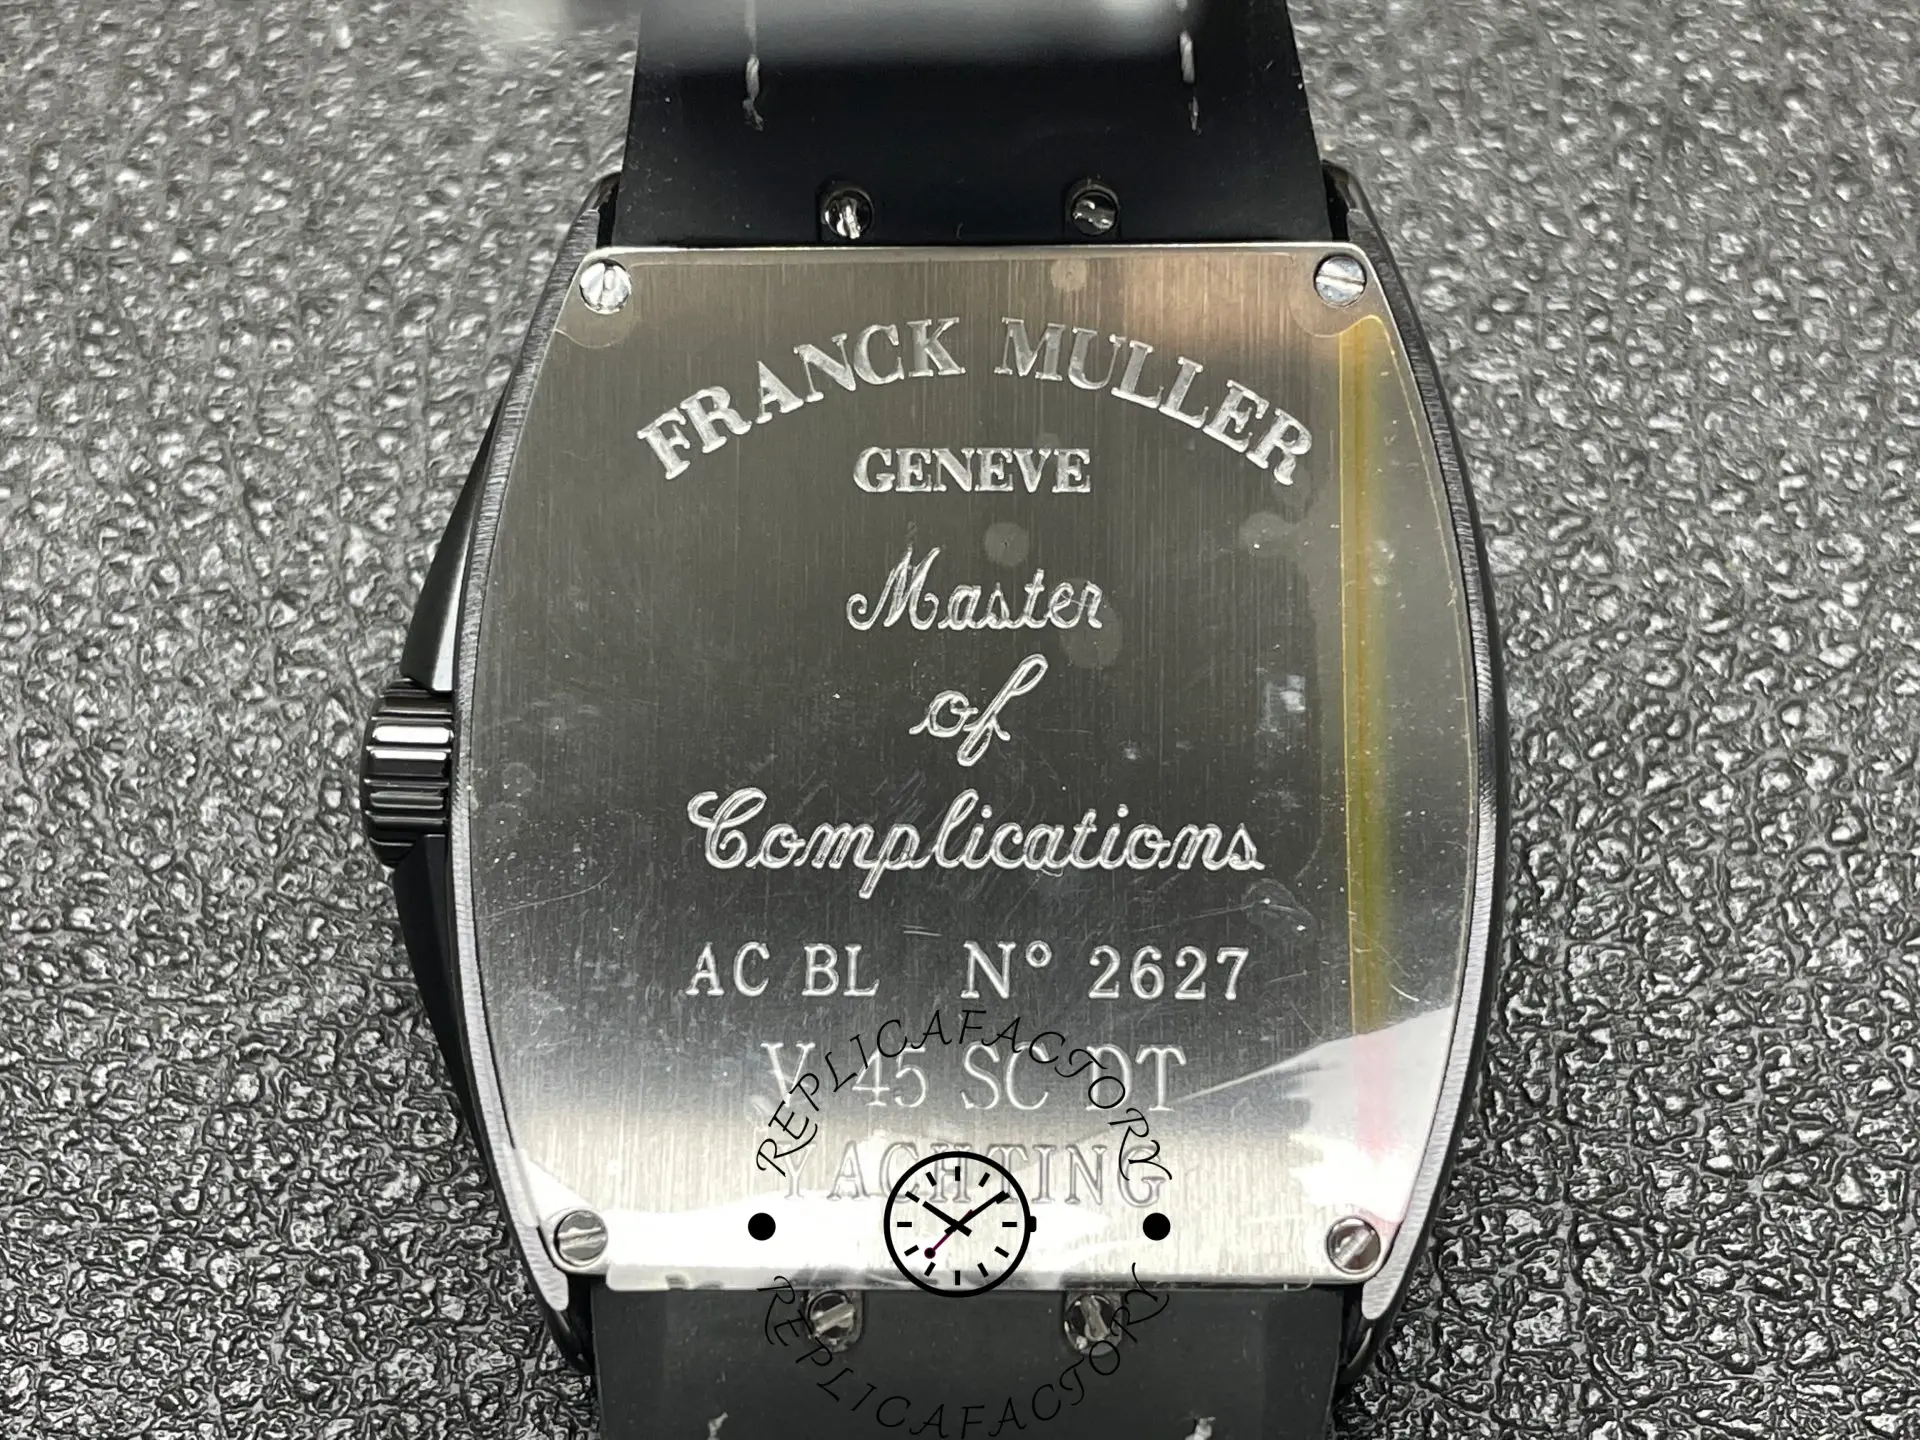 FRANCK MULLER
GENEVE
Master
of
Complications
AC BL N° 2627
V 45 SC DT
YACHTING
REPLICAFACTORY
REPLICAFACTORY